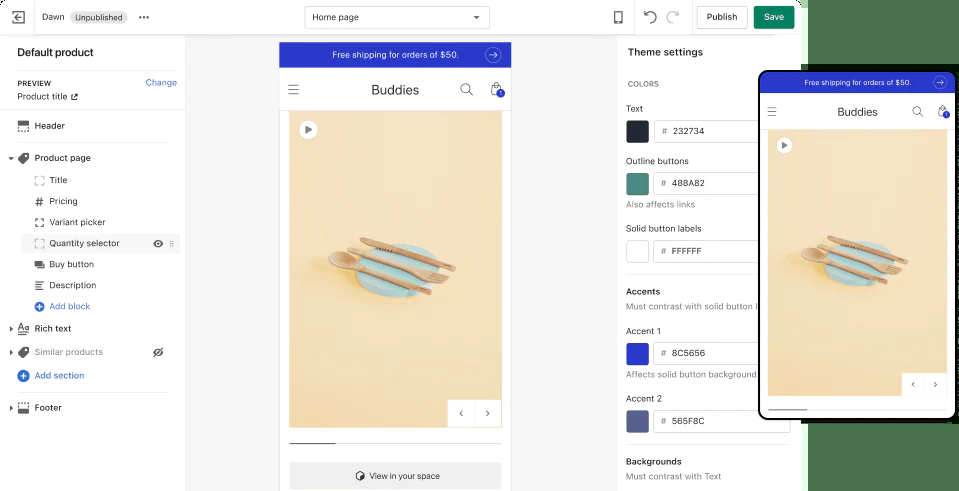 Dawn Unpublished
Home page
Publish
Save
Default product
PREVIEW
Change
Product title
Header
Product page
Title
Pricing
Variant picker
Quantity selector
Buy button
Description
Add block
Aa Rich text
Similar products
Add section
Footer
Free shipping for orders of $50.
Buddies
1
View in your space
Theme settings
COLORS
Text
# 232734
Outline buttons
# 488A82
Also affects links
Solid button labels
# FFFFFF
Accents
Must contrast with solid button
Accent 1
# 8C5656
Affects solid button background
Accent 2
# 565F8C
Backgrounds
Must contrast with Text
Free shipping for orders of $50.
Buddies
1